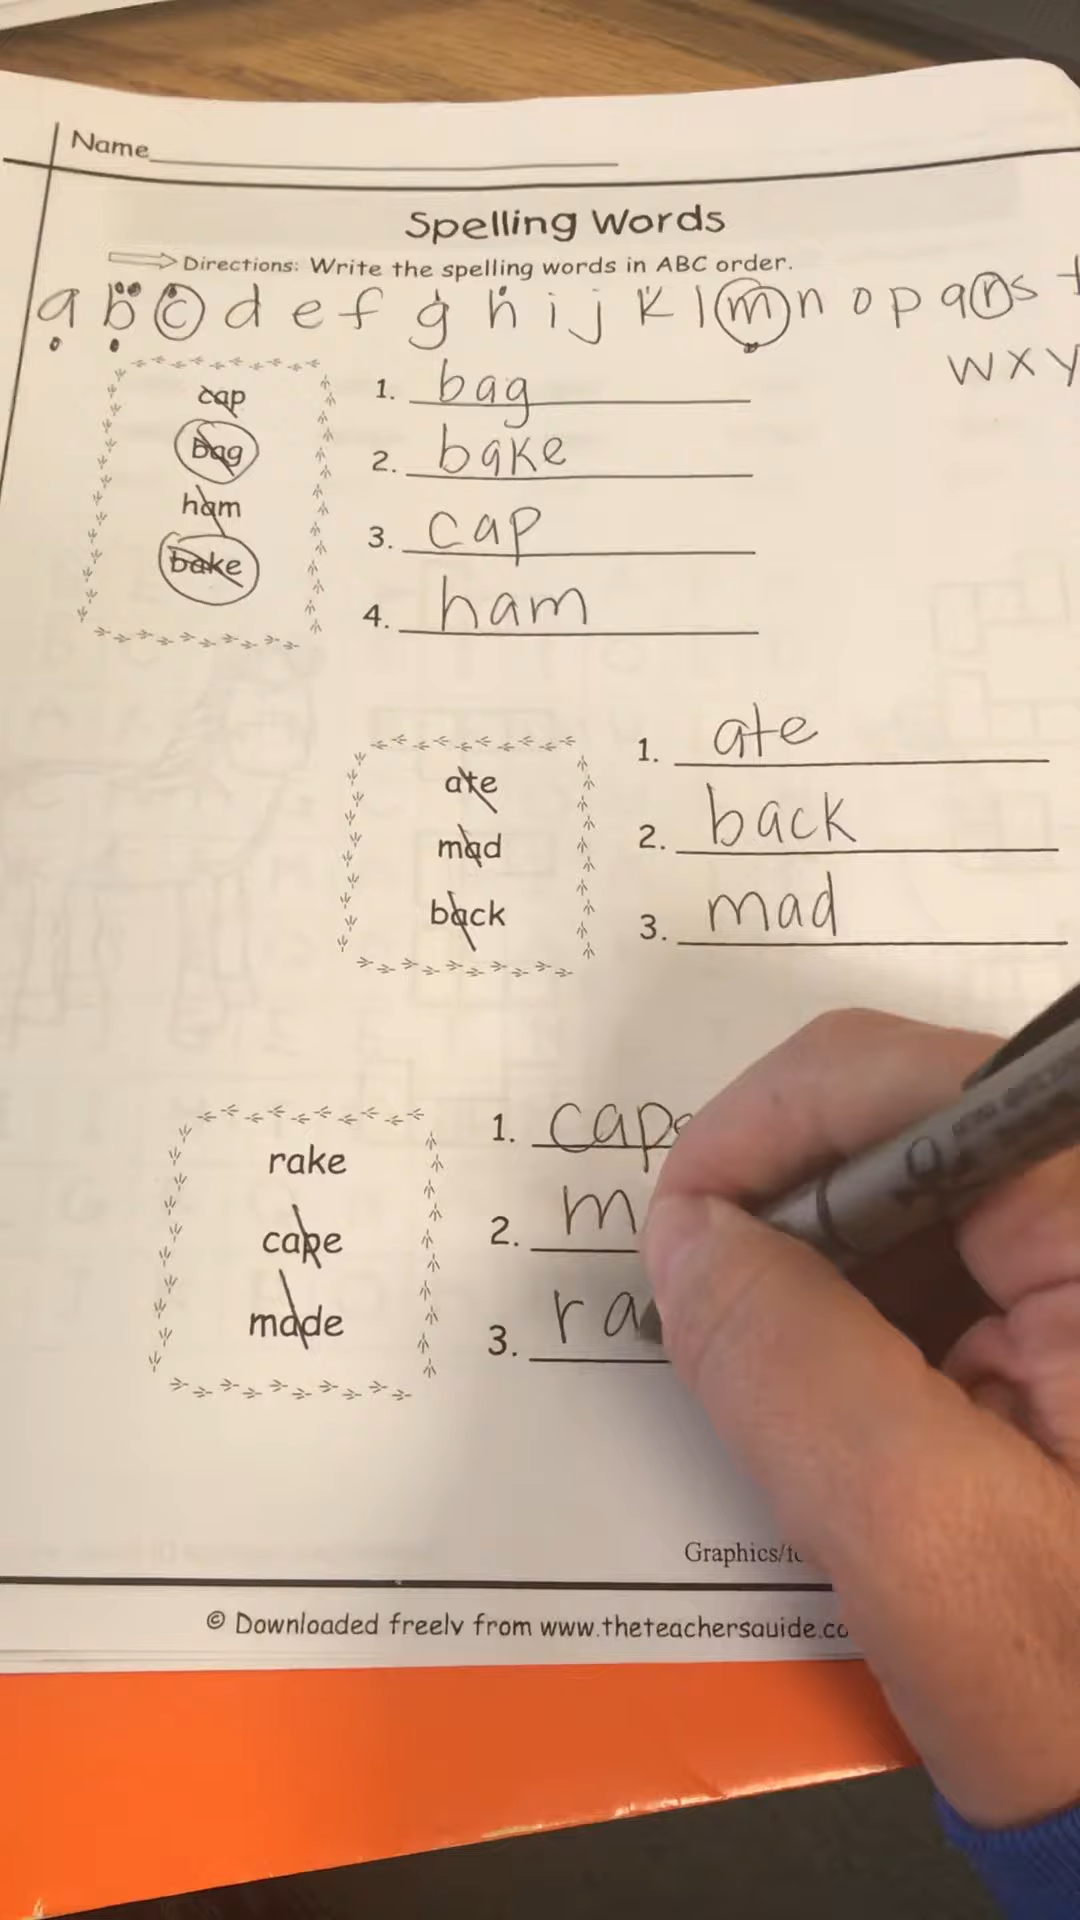 Name
Spelling Words
Directions: Write the spelling words in ABC order.
a b c d e f g h i j k l m n o p q r s t
w x y
cap
bag
ham
bake
1. bag
2. bake
3. cap
4. ham
ate
mad
back
1. ate
2. back
3. mad
rake
cape
made
1. cape
2. m
3. ra
Graphics/
© Downloaded freely from www.theteachersguide.co